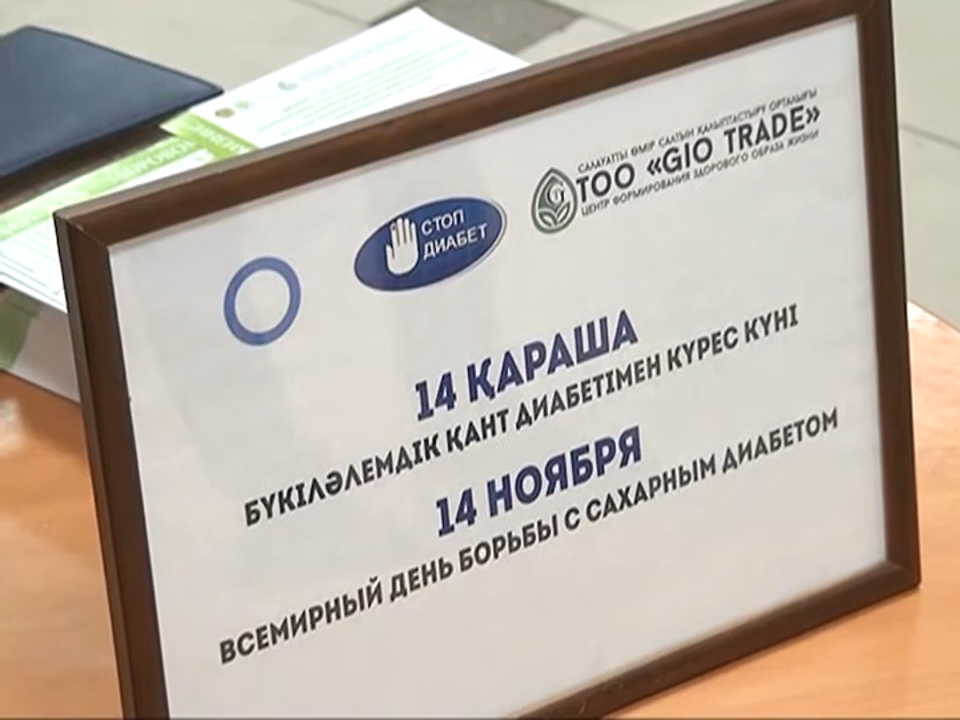 СТОП
ДИАБЕТ
САЛАУАТТЫ ӨМІР САЛТЫН ҚАЛЫПТАСТЫРУ ОРТАЛЫҒЫ
ТОО «GIO TRADE»
ЦЕНТР ФОРМИРОВАНИЯ ЗДОРОВОГО ОБРАЗА ЖИЗНИ
14 ҚАРАША
БҮКІЛӘЛЕМДІК ҚАНТ ДИАБЕТІМЕН КҮРЕС КҮНІ
14 НОЯБРЯ
ВСЕМИРНЫЙ ДЕНЬ БОРЬБЫ С САХАРНЫМ ДИАБЕТОМ